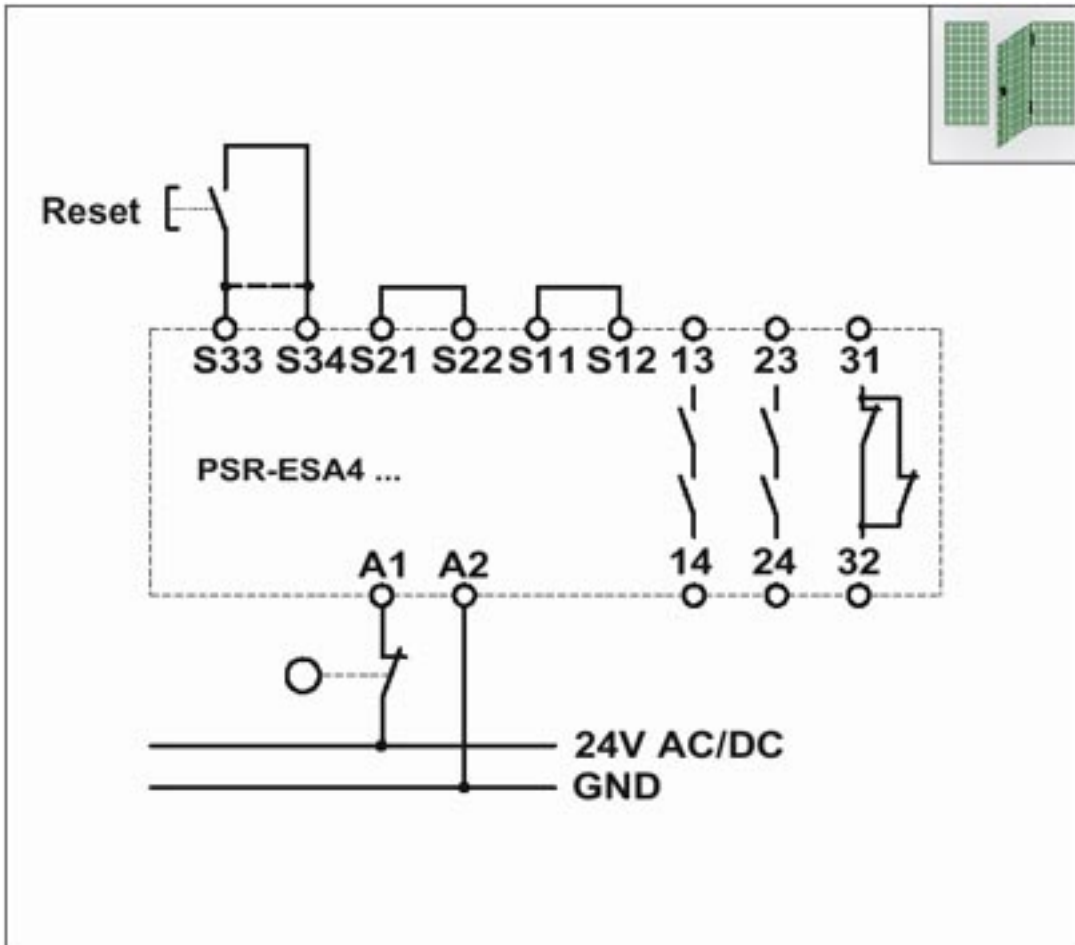 Reset
S33 S34 S21 S22 S11 S12 13 23 31
PSR-ESA4 ...
A1 A2 14 24 32
24V AC/DC
GND